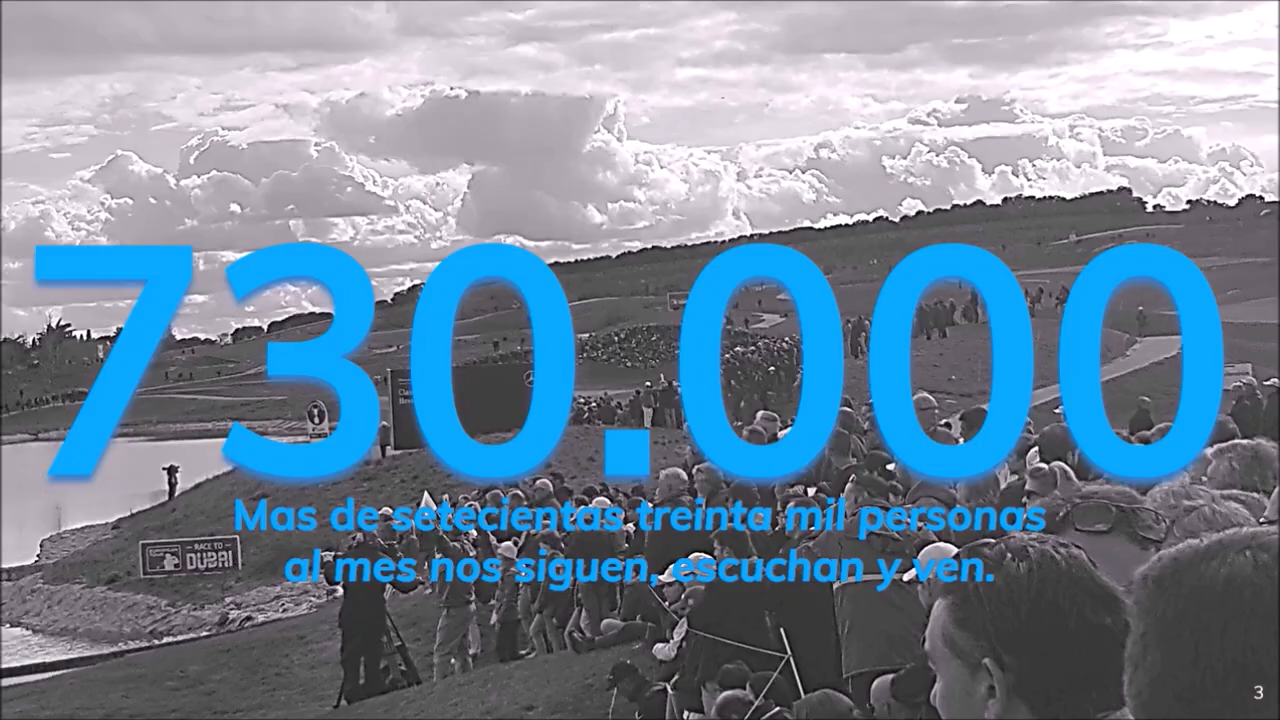 730.000
Mas de setecientas treinta mil personas
al mes nos siguen, escuchan y ven.
RACE TO
DUBAI
3